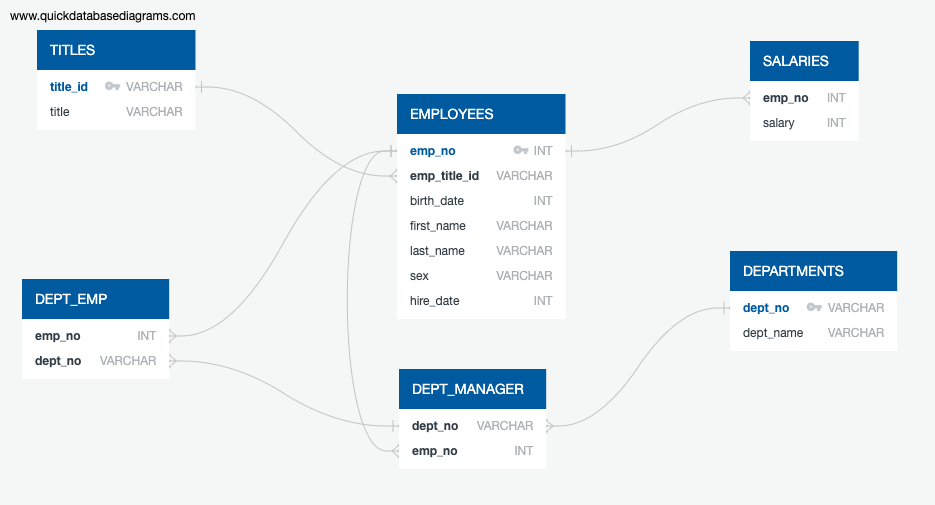 www.quickdatabasediagrams.com
TITLES
title_id VARCHAR
title VARCHAR
EMPLOYEES
emp_no INT
emp_title_id VARCHAR
birth_date INT
first_name VARCHAR
last_name VARCHAR
sex VARCHAR
hire_date INT
SALARIES
emp_no INT
salary INT
DEPT_EMP
emp_no INT
dept_no VARCHAR
DEPT_MANAGER
dept_no VARCHAR
emp_no INT
DEPARTMENTS
dept_no VARCHAR
dept_name VARCHAR